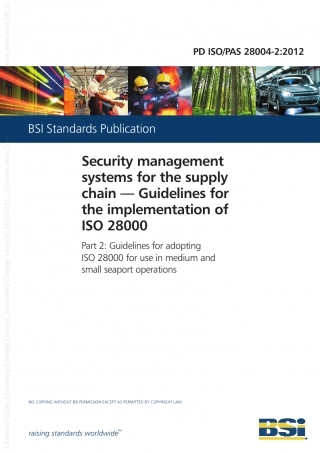 PD ISO/PAS 28004-2:2012
BSI Standards Publication
Security management
systems for the supply
chain — Guidelines for
the implementation of
ISO 28000
Part 2: Guidelines for adopting
ISO 28000 for use in medium and
small seaport operations
NO COPYING WITHOUT BSI PERMISSION EXCEPT AS PERMITTED BY COPYRIGHT LAW
raising standards worldwide™
BSi